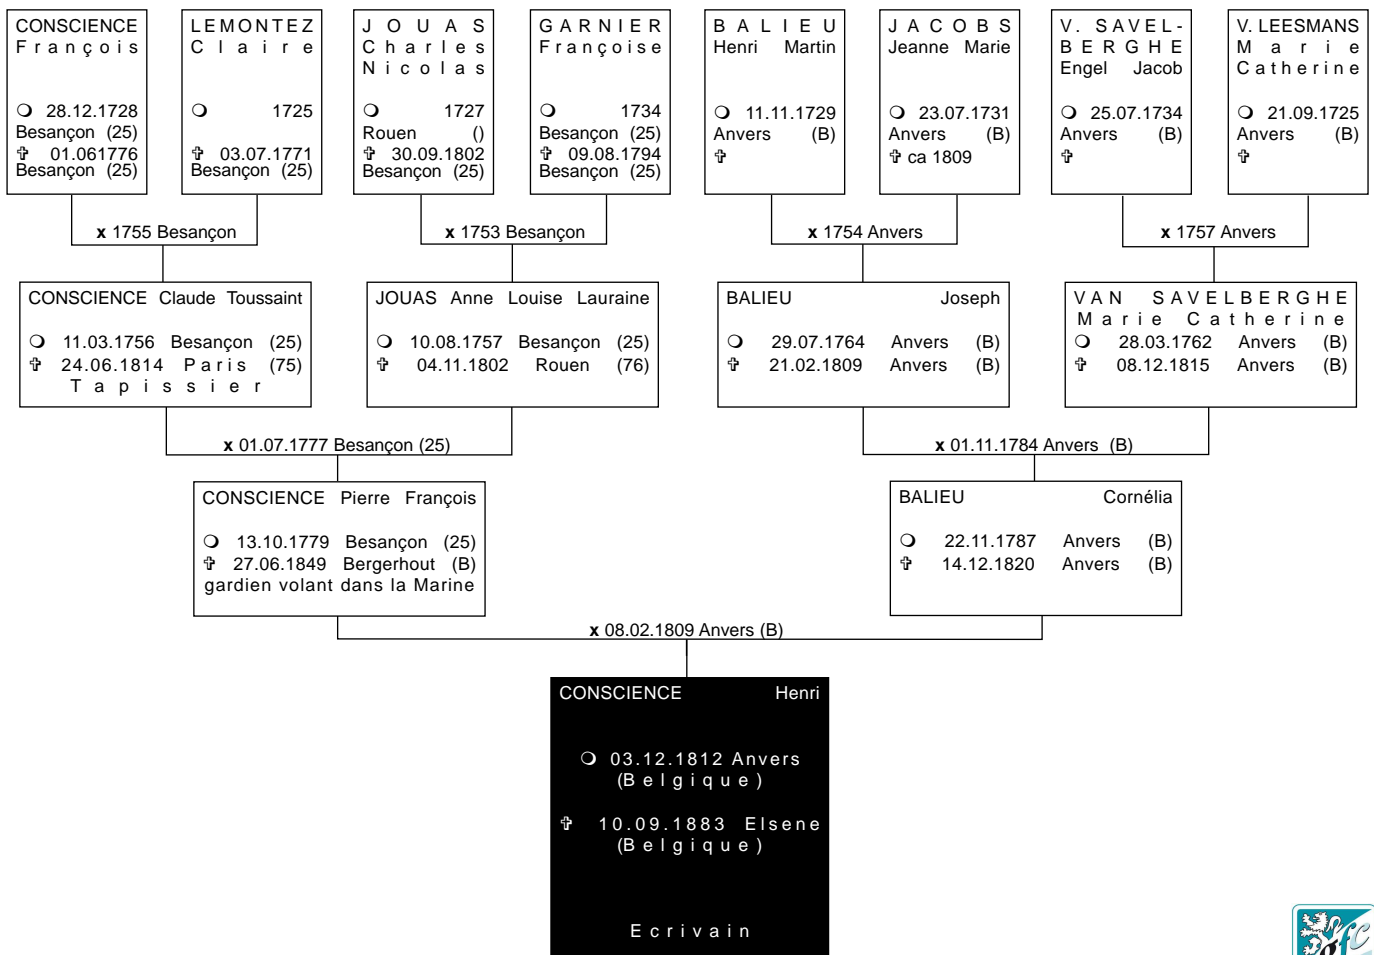 CONSCIENCE
François
○ 28.12.1728
Besançon (25)
✞ 01.061776
Besançon (25)
LEMONTEZ
Claire
○ 1725
✞ 03.07.1771
Besançon (25)
JOUAS
Charles
Nicolas
○ 1727
Rouen ()
✞ 30.09.1802
Besançon (25)
GARNIER
Françoise
○ 1734
Besançon (25)
✞ 09.08.1794
Besançon (25)
BALIEU
Henri Martin
○ 11.11.1729
Anvers (B)
✞
JACOBS
Jeanne Marie
○ 23.07.1731
Anvers (B)
✞ ca 1809
V. SAVEL-
BERGHE
Engel Jacob
○ 25.07.1734
Anvers (B)
✞
V. LEESMANS
Marie
Catherine
○ 21.09.1725
Anvers (B)
✞
x 1755 Besançon
x 1753 Besançon
x 1754 Anvers
x 1757 Anvers
CONSCIENCE Claude Toussaint
○ 11.03.1756 Besançon (25)
✞ 24.06.1814 Paris (75)
Tapissier
JOUAS Anne Louise Lauraine
○ 10.08.1757 Besançon (25)
✞ 04.11.1802 Rouen (76)
BALIEU Joseph
○ 29.07.1764 Anvers (B)
✞ 21.02.1809 Anvers (B)
VAN SAVELBERGHE
Marie Catherine
○ 28.03.1762 Anvers (B)
✞ 08.12.1815 Anvers (B)
x 01.07.1777 Besançon (25)
x 01.11.1784 Anvers (B)
CONSCIENCE Pierre François
○ 13.10.1779 Besançon (25)
✞ 27.06.1849 Bergerhout (B)
gardien volant dans la Marine
BALIEU Cornélia
○ 22.11.1787 Anvers (B)
✞ 14.12.1820 Anvers (B)
x 08.02.1809 Anvers (B)
CONSCIENCE Henri
○ 03.12.1812 Anvers
(Belgique)
✞ 10.09.1883 Elsene
(Belgique)
Ecrivain